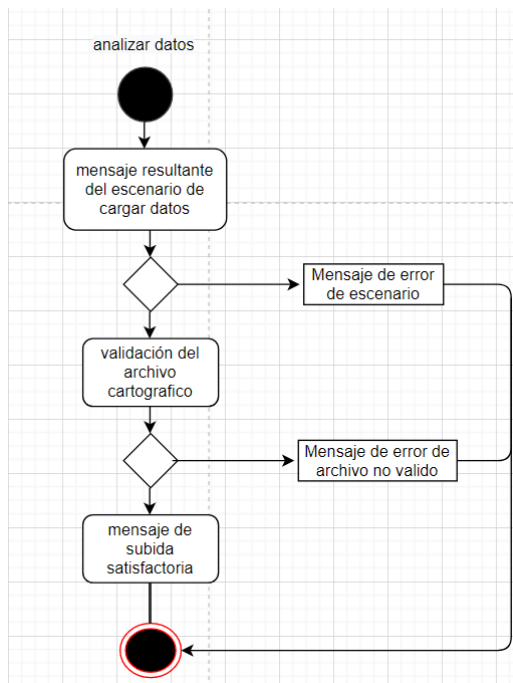 analizar datos
mensaje resultante
del escenario de
cargar datos
Mensaje de error
de escenario
validación del
archivo
cartografico
Mensaje de error de
archivo no valido
mensaje de
subida
satisfactoria